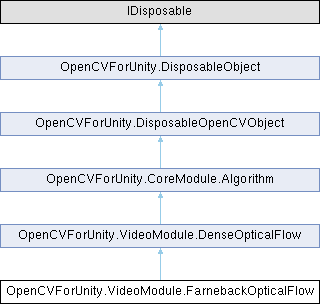 IDisposable
OpenCVForUnity.DisposableObject
OpenCVForUnity.DisposableOpenCVObject
OpenCVForUnity.CoreModule.Algorithm
OpenCVForUnity.VideoModule.DenseOpticalFlow
OpenCVForUnity.VideoModule.FarnebackOpticalFlow